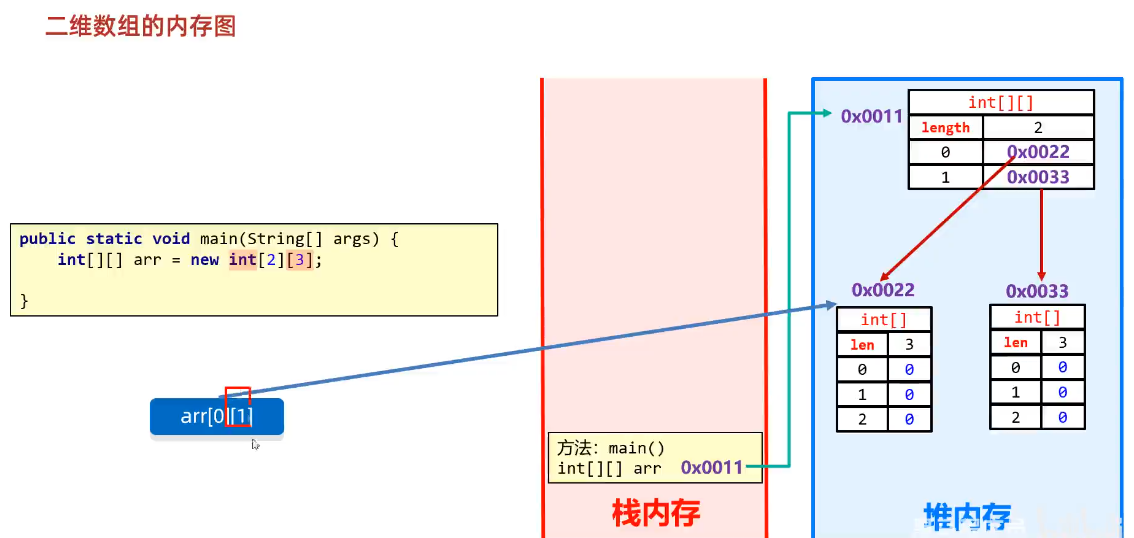 二维数组的内存图
public static void main(String[] args) {
int[][] arr = new int[2][3];
}
arr[0][1]
方法：main()
int[][] arr 0x0011
栈内存
0x0011
int[][]
length 2
0 0x0022
1 0x0033
0x0022
int[]
len 3
0 0
1 0
2 0
0x0033
int[]
len 3
0 0
1 0
2 0
堆内存